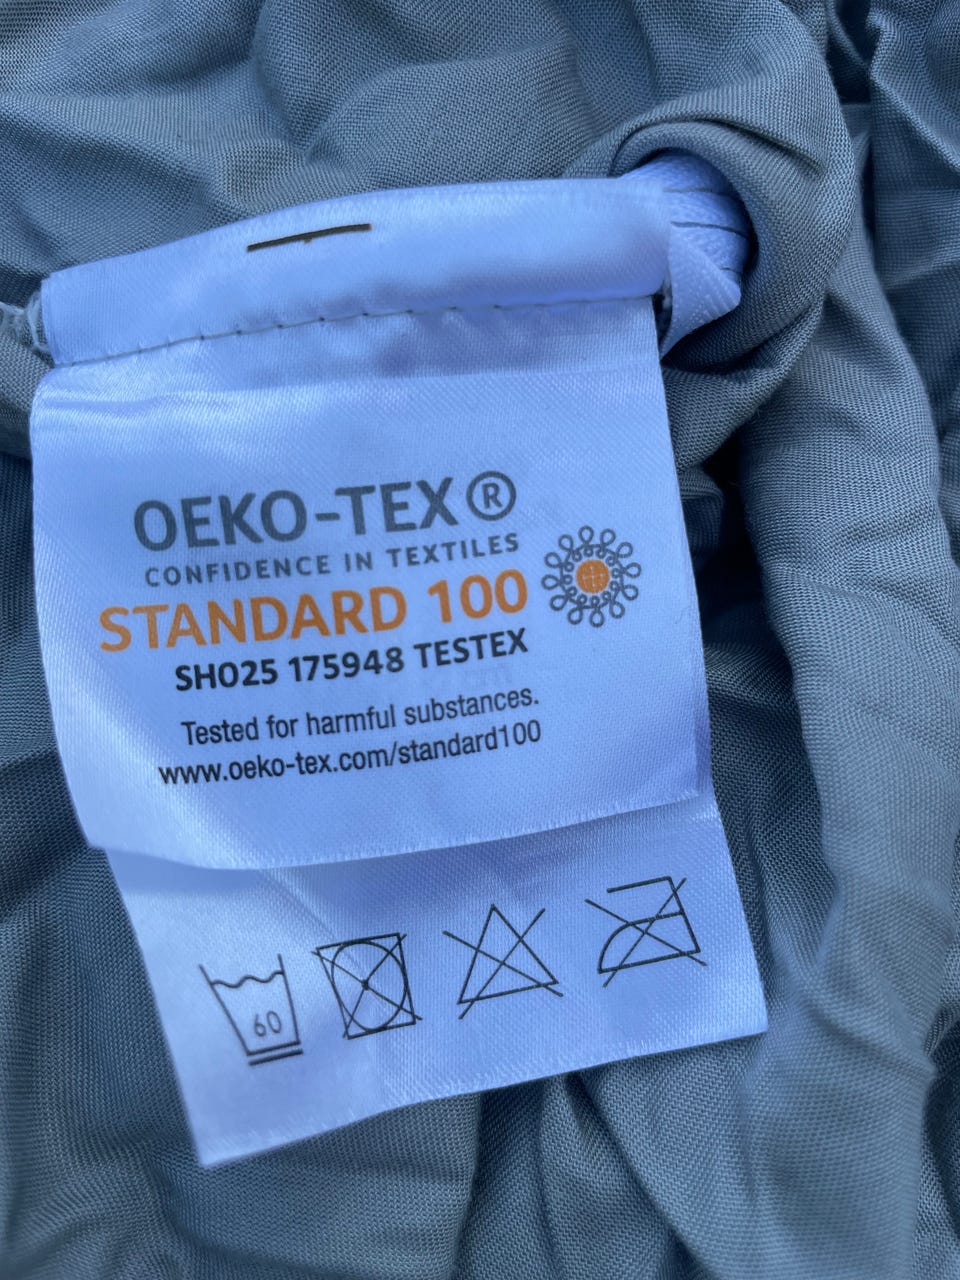 OEKO-TEX®
CONFIDENCE IN TEXTILES
STANDARD 100
SH025 175948 TESTEX
Tested for harmful substances.
www.oeko-tex.com/standard100
60